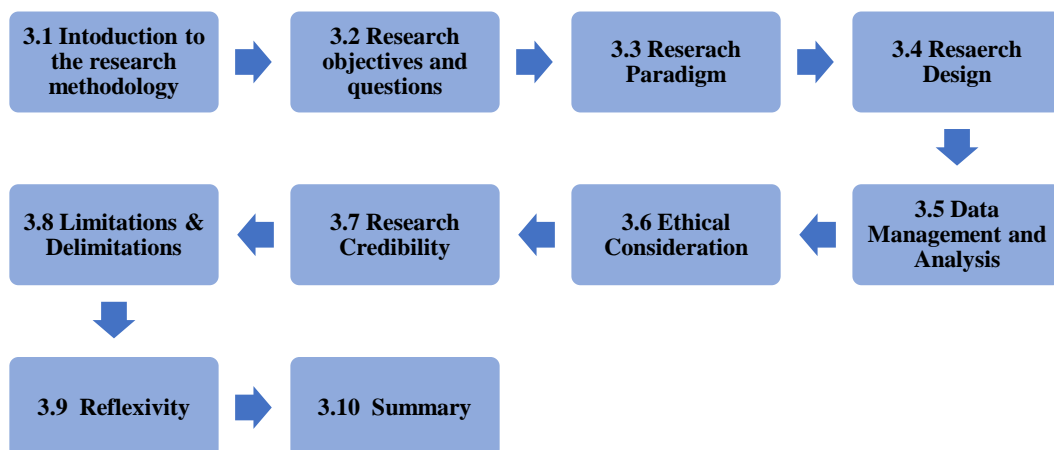 3.1 Intoduction to
the research
methodology
3.2 Research
objectives and
questions
3.3 Reserach
Paradigm
3.4 Resaerch
Design
3.5 Data
Management and
Analysis
3.6 Ethical
Consideration
3.7 Research
Credibility
3.8 Limitations &
Delimitations
3.9 Reflexivity
3.10 Summary